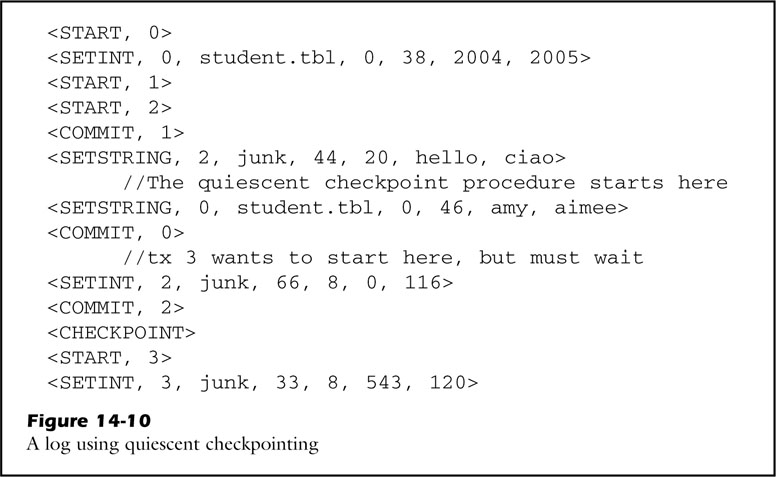 <START, 0>
<SETINT, 0, student.tbl, 0, 38, 2004, 2005>
<START, 1>
<START, 2>
<COMMIT, 1>
<SETSTRING, 2, junk, 44, 20, hello, ciao>
//The quiescent checkpoint procedure starts here
<SETSTRING, 0, student.tbl, 0, 46, amy, aimee>
<COMMIT, 0>
//tx 3 wants to start here, but must wait
<SETINT, 2, junk, 66, 8, 0, 116>
<COMMIT, 2>
<CHECKPOINT>
<START, 3>
<SETINT, 3, junk, 33, 8, 543, 120>
Figure 14-10
A log using quiescent checkpointing